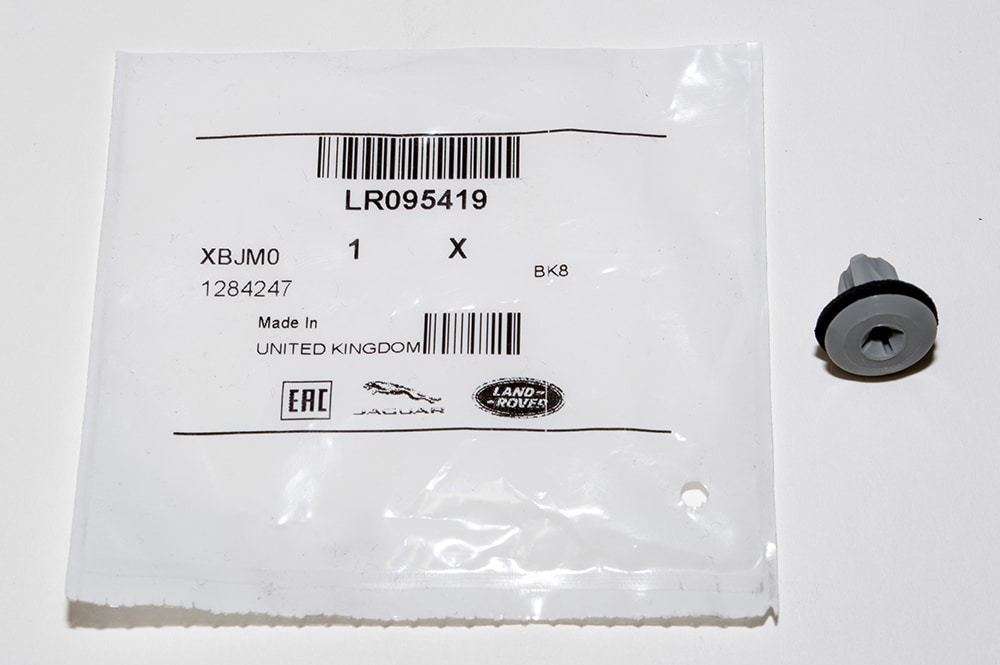 LR095419
XBJM0 1 X
BK8
1284247
Made In
UNITED KINGDOM
EAC JAGUAR LAND-
-ROVER